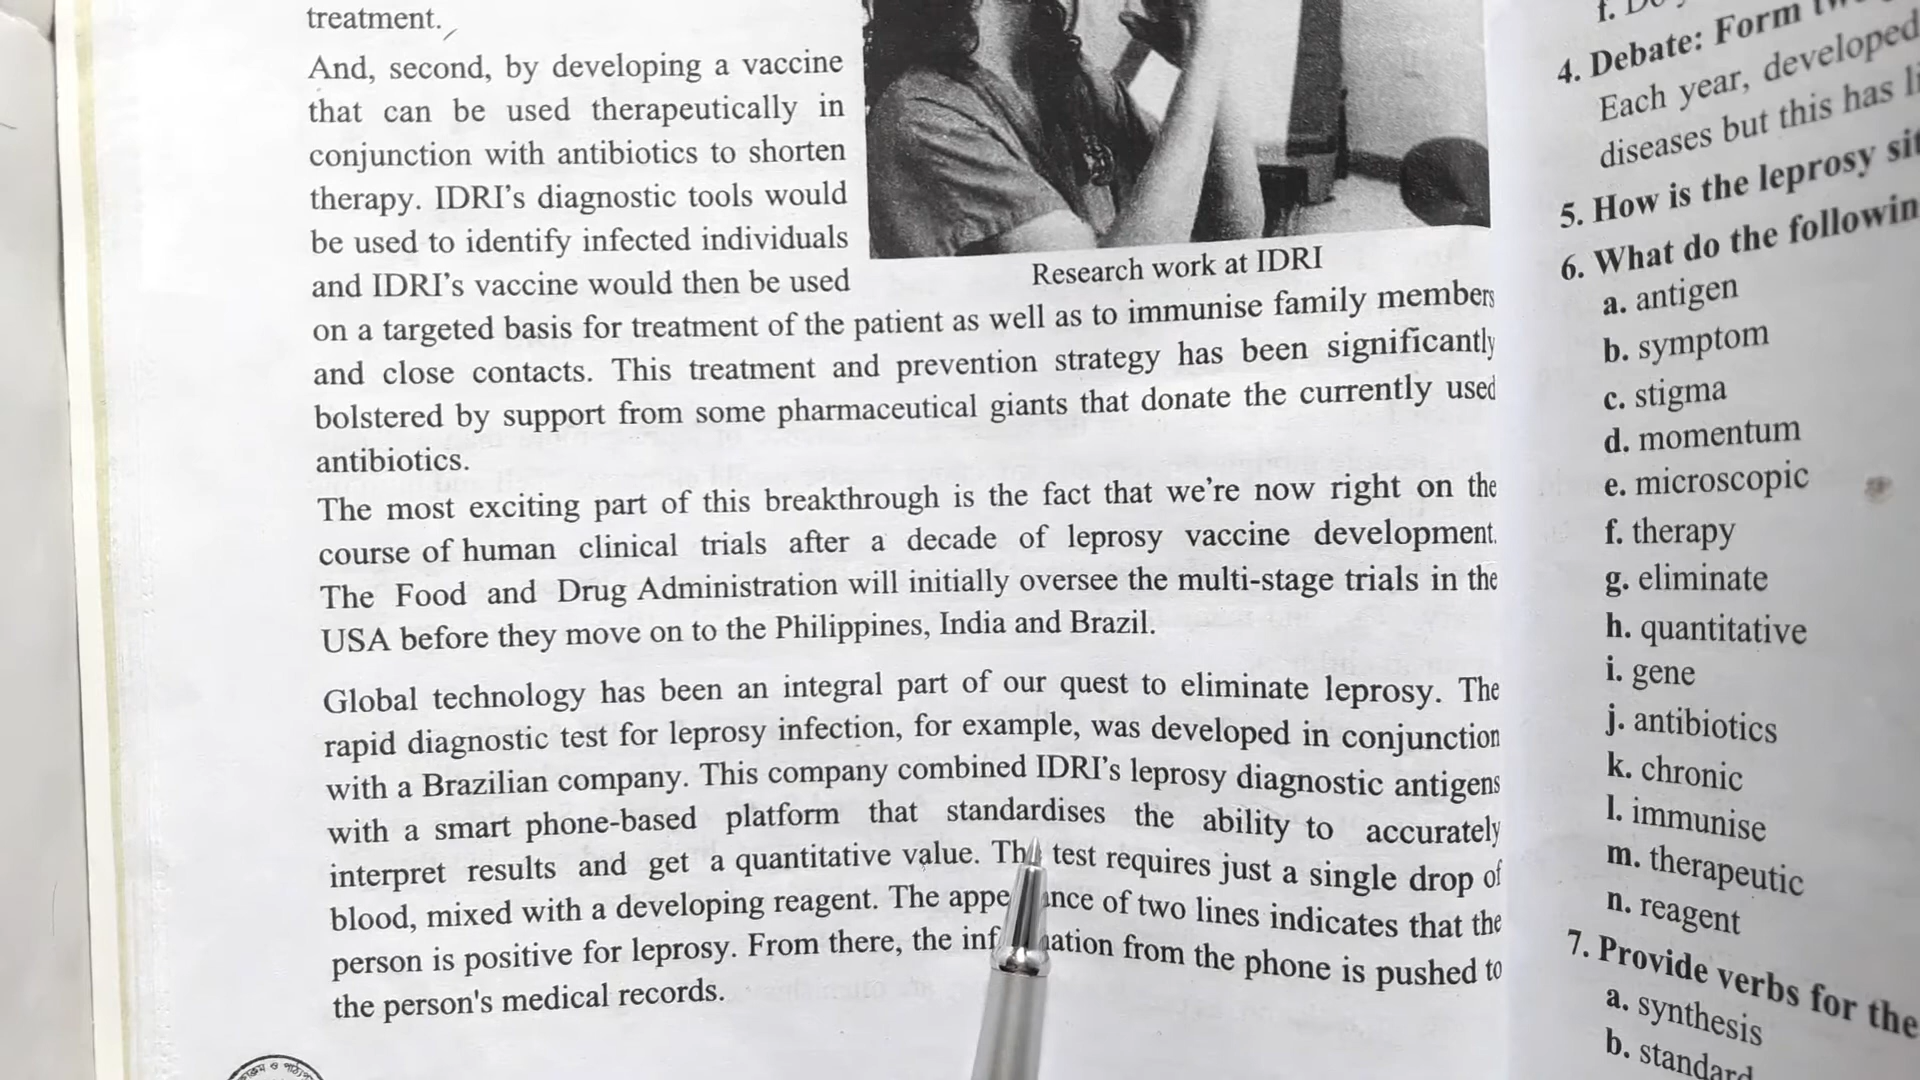 treatment.
And, second, by developing a vaccine
that can be used therapeutically in
conjunction with antibiotics to shorten
therapy. IDRI's diagnostic tools would
be used to identify infected individuals
and IDRI's vaccine would then be used
Research work at IDRI
on a targeted basis for treatment of the patient as well as to immunise family members
and close contacts. This treatment and prevention strategy has been significantly
bolstered by support from some pharmaceutical giants that donate the currently used
antibiotics.
The most exciting part of this breakthrough is the fact that we're now right on the
course of human clinical trials after a decade of leprosy vaccine development.
The Food and Drug Administration will initially oversee the multi-stage trials in the
USA before they move on to the Philippines, India and Brazil.
Global technology has been an integral part of our quest to eliminate leprosy. The
rapid diagnostic test for leprosy infection, for example, was developed in conjunction
with a Brazilian company. This company combined IDRI's leprosy diagnostic antigens
with a smart phone-based platform that standardises the ability to accurately
interpret results and get a quantitative value. test requires just a single drop of
blood, mixed with a developing reagent. The of two lines indicates that the
person is positive for leprosy. From there, the from the phone is pushed to
the person's medical records.
f.
4. Debate: Form
Each year, developed
diseases but this has
5. How is the leprosy
6. What do the
a. antigen
b. symptom
c. stigma
d. momentum
e. microscopic
f. therapy
g. eliminate
h. quantitative
i. gene
j. antibiotics
k. chronic
l. immunise
m. therapeutic
n. reagent
7. Provide verbs for the
a. synthesis
b.